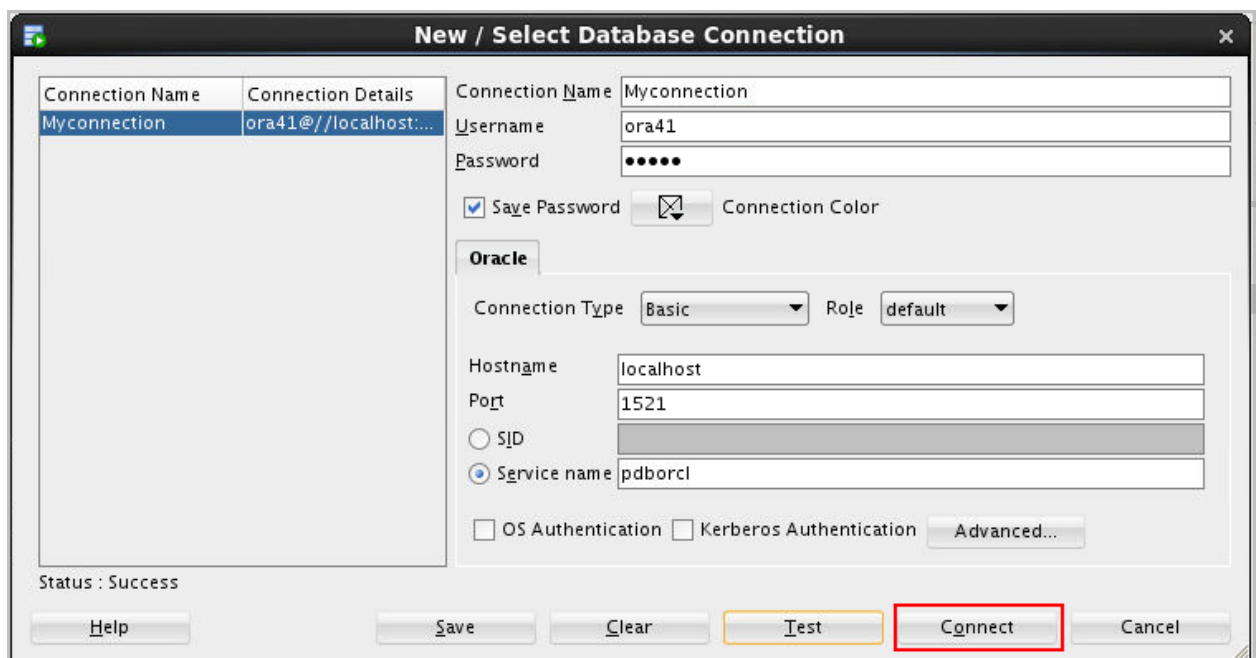 New / Select Database Connection
Connection Name Connection Details
Myconnection ora41@//localhost:...
Connection Name Myconnection
Username ora41
Password •••••
Save Password Connection Color
Oracle
Connection Type Basic Role default
Hostname localhost
Port 1521
SID
Service name pdborcl
OS Authentication Kerberos Authentication Advanced...
Status : Success
Help Save Clear Test Connect Cancel